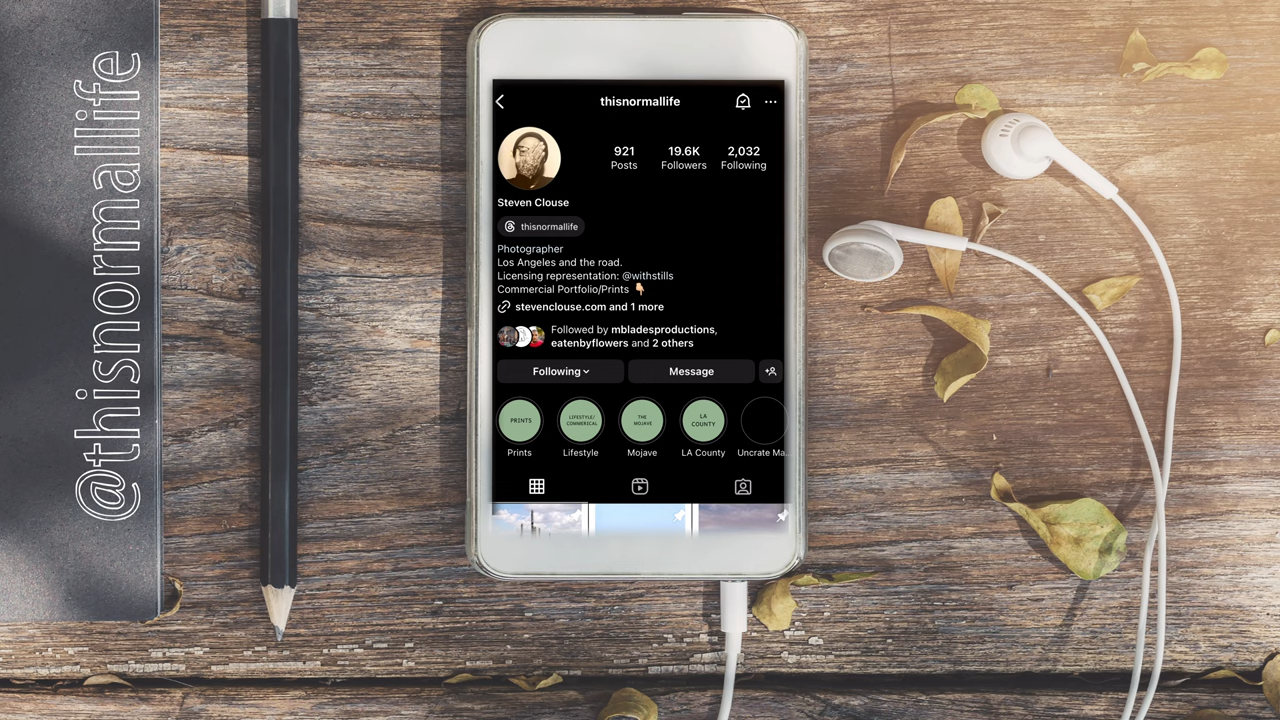 @thisnormallife
thisnormallife
921 19.6K 2,032
Posts Followers Following
Steven Clouse
thisnormallife
Photographer
Los Angeles and the road.
Licensing representation: @withstills
Commercial Portfolio/Prints
stevenclouse.com and 1 more
Followed by mbladesproductions,
eatenbyflowers and 2 others
Following Message
PRINTS LIFESTYLE/ THE LA
COMMERICAL MOJAVE COUNTY
Prints Lifestyle Mojave LA County Uncrate Ma...